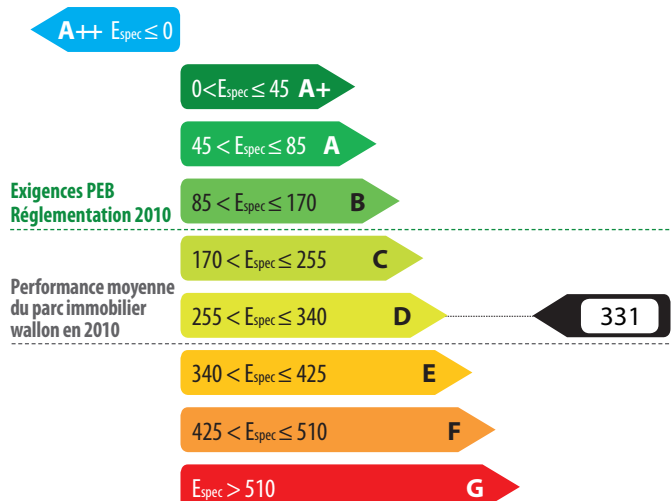 A++ Espec ≤ 0
0<Espec ≤ 45 A+
45 < Espec ≤ 85 A
Exigences PEB
Réglementation 2010
85 < Espec ≤ 170 B
170 < Espec ≤ 255 C
Performance moyenne
du parc immobilier
wallon en 2010
255 < Espec ≤ 340 D
331
340 < Espec ≤ 425 E
425 < Espec ≤ 510 F
Espec > 510 G